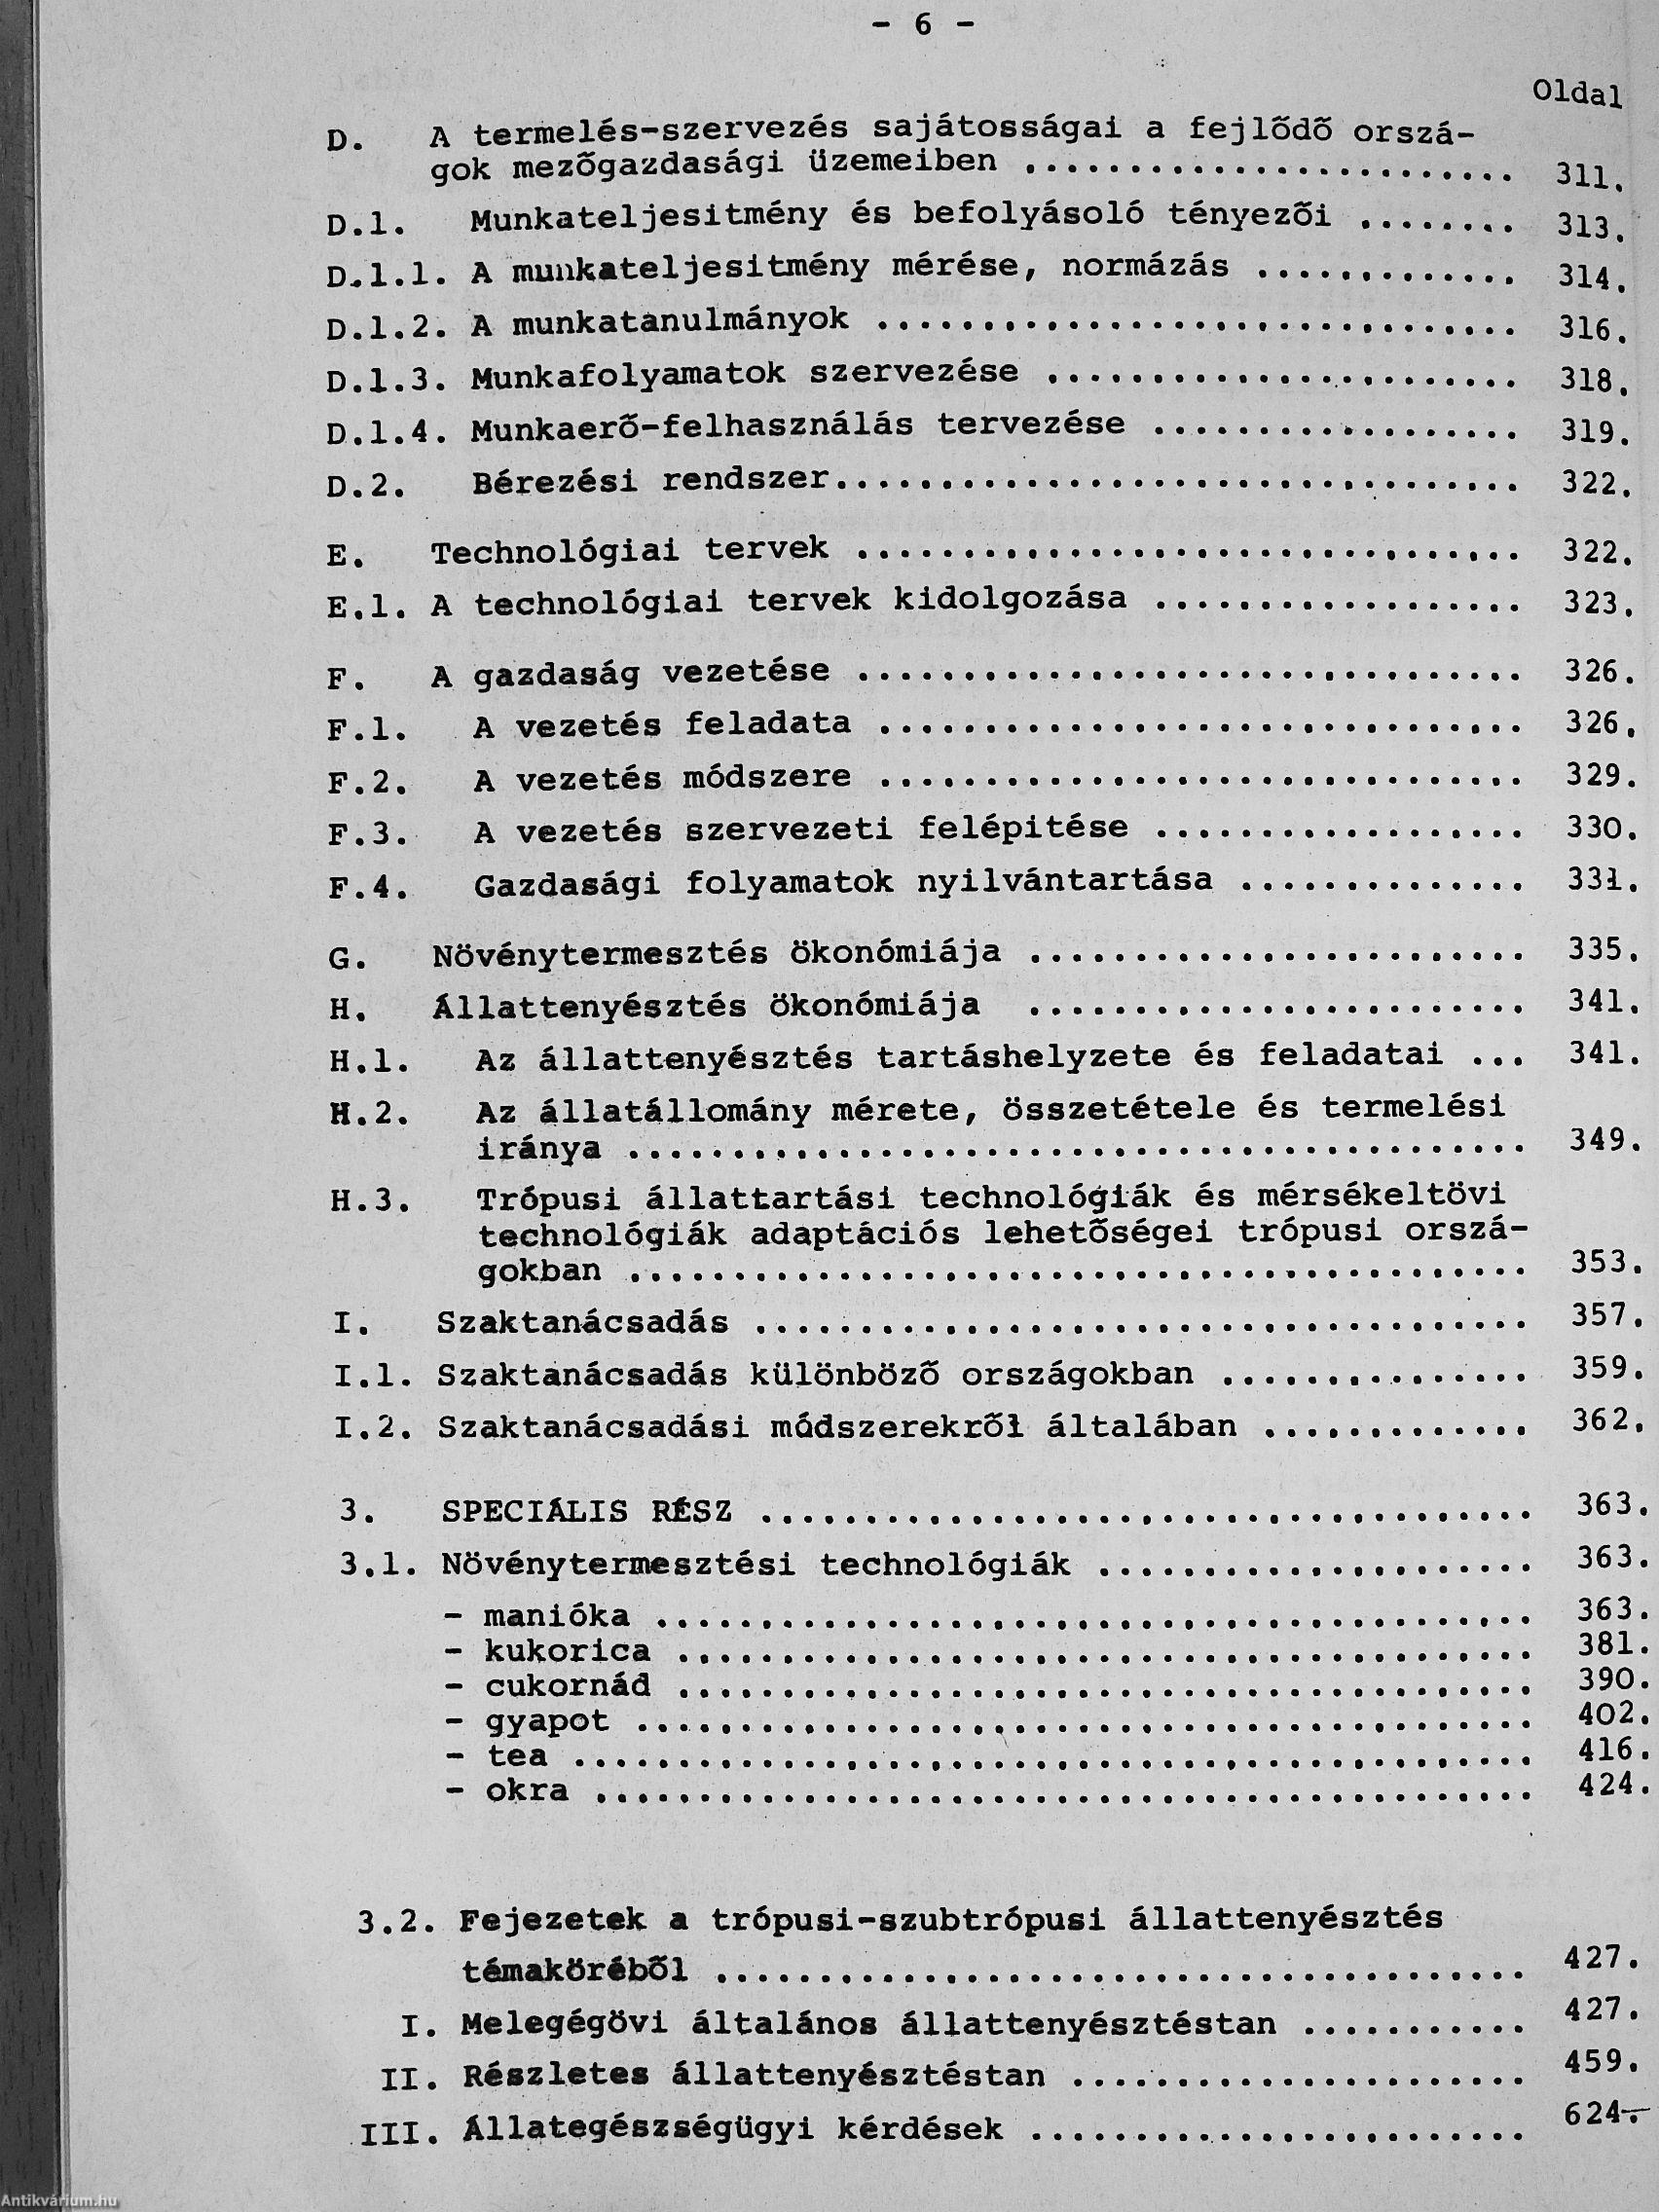 - 6 -
Oldal
D. A termelés-szervezés sajátosságai a fejlődő orszá-
gok mezőgazdasági üzemeiben ....................... 311.
D.1. Munkateljesitmény és befolyásoló tényezői ........ 313.
D.1.1. A munkateljesitmény mérése, normázás ............. 314.
D.1.2. A munkatanulmányok ............................... 316.
D.1.3. Munkafolyamatok szervezése ....................... 318.
D.1.4. Munkaerő-felhasználás tervezése .................. 319.
D.2. Bérezési rendszer................................. 322.
E. Technológiai tervek ................................ 322.
E.1. A technológiai tervek kidolgozása .................. 323.
F. A gazdaság vezetése ................................ 326.
F.1. A vezetés feladata ............................... 326.
F.2. A vezetés módszere ............................... 329.
F.3. A vezetés szervezeti felépitése .................. 330.
F.4. Gazdasági folyamatok nyilvántartása .............. 331.
G. Növénytermesztés ökonómiája ........................ 335.
H. Állattenyésztés ökonómiája ........................ 341.
H.1. Az állattenyésztés tartáshelyzete és feladatai ... 341.
H.2. Az állatállomány mérete, összetétele és termelési
iránya ........................................... 349.
H.3. Trópusi állattartási technológiák és mérsékeltövi
technológiák adaptációs lehetőségei trópusi orszá-
gokban ........................................... 353.
I. Szaktanácsadás ..................................... 357.
I.1. Szaktanácsadás különböző országokban ............... 359.
I.2. Szaktanácsadási módszerekről általában ............. 362.
3. SPECIÁLIS RÉSZ ..................................... 363.
3.1. Növénytermesztési technológiák ..................... 363.
- manióka .......................................... 363.
- kukorica ......................................... 381.
- cukornád ......................................... 390.
- gyapot ........................................... 402.
- tea .............................................. 416.
- okra ............................................. 424.
3.2. Fejezetek a trópusi-szubtrópusi állattenyésztés
témaköréből ....................................... 427.
I. Melegégövi általános állattenyésztéstan ........... 427.
II. Részletes állattenyésztéstan ...................... 459.
III. Állategészségügyi kérdések ........................ 624.
Antikvárium.hu